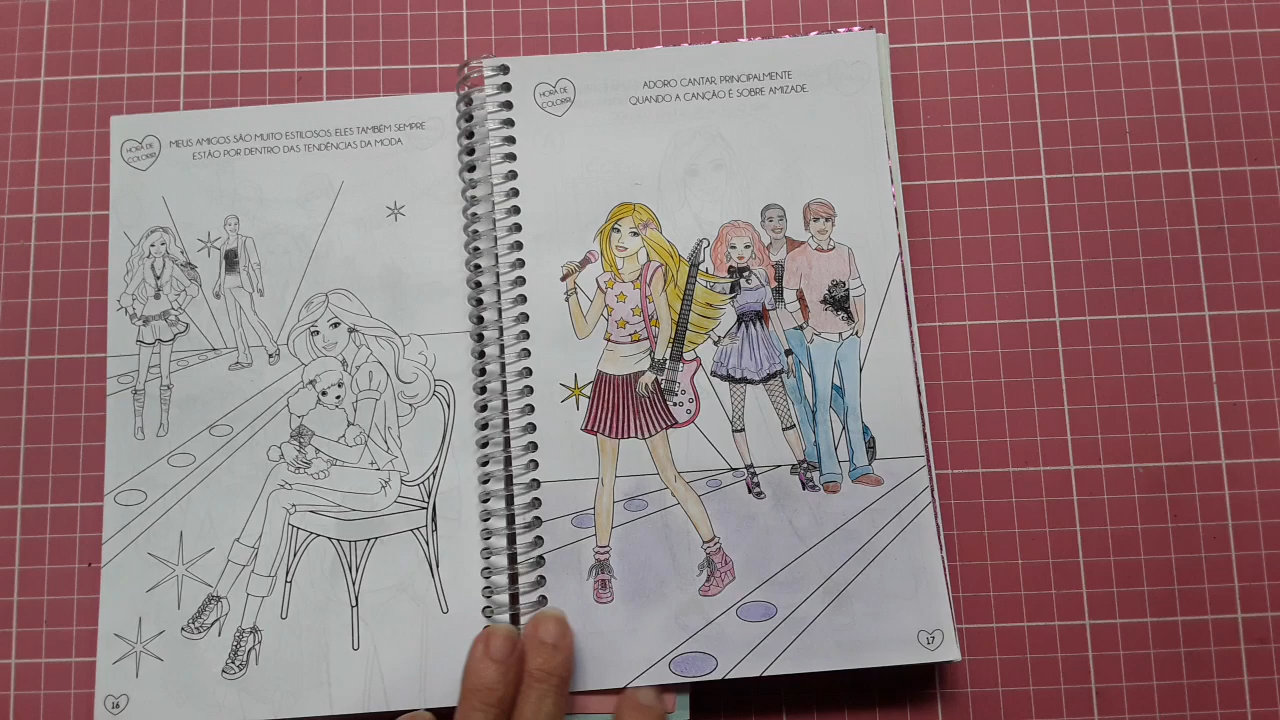 HORA DE
COLORIR
MEUS AMIGOS SÃO MUITO ESTILOSOS. ELES TAMBÉM SEMPRE
ESTÃO POR DENTRO DAS TENDÊNCIAS DA MODA
16
HORA DE
COLORIR
ADORO CANTAR, PRINCIPALMENTE
QUANDO A CANÇÃO É SOBRE AMIZADE.
17